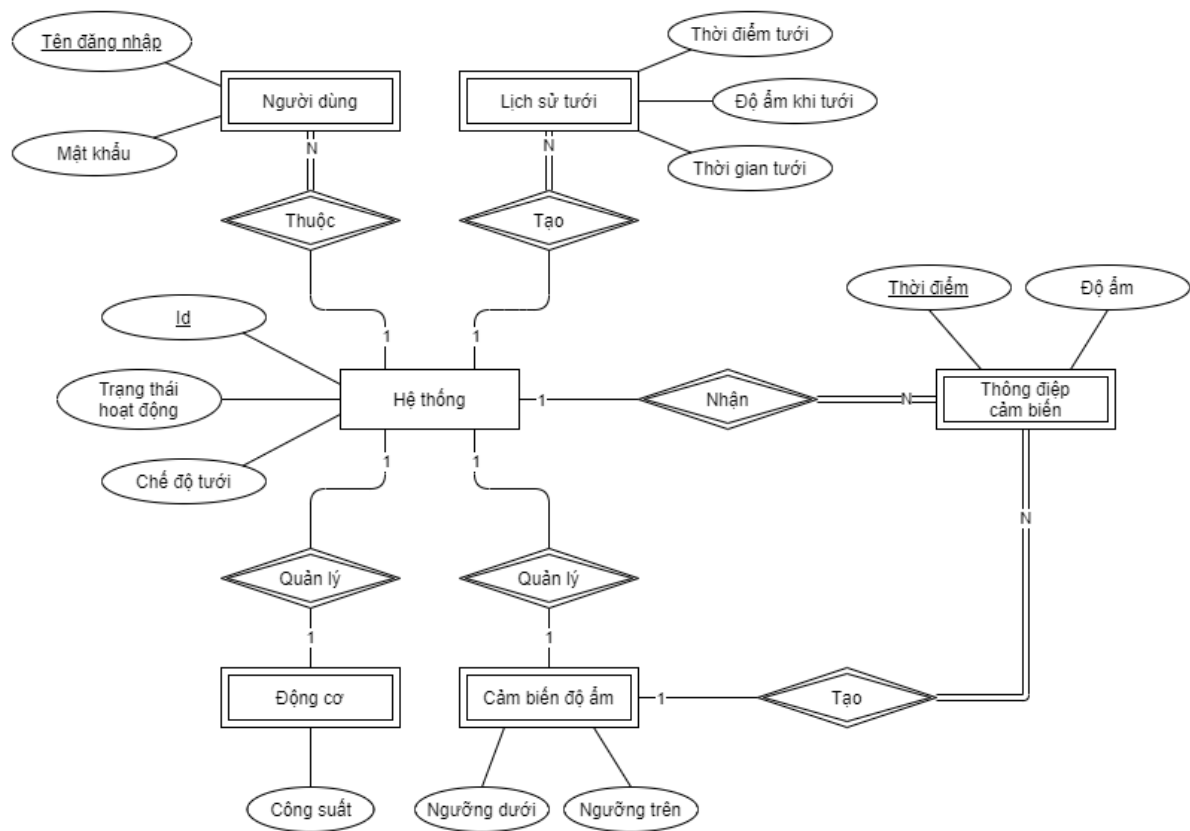 Tên đăng nhập
Thời điểm tưới
Người dùng
Lịch sử tưới
Độ ẩm khi tưới
Mật khẩu
N
N
Thời gian tưới
Thuộc
Tạo
Thời điểm
Độ ẩm
Id
1
1
Trạng thái
hoạt động
Hệ thống
1
Nhận
N
Thông điệp
cảm biến
Chế độ tưới
1
1
N
Quản lý
Quản lý
1
1
Động cơ
Cảm biến độ ẩm
1
Tạo
Công suất
Ngưỡng dưới
Ngưỡng trên